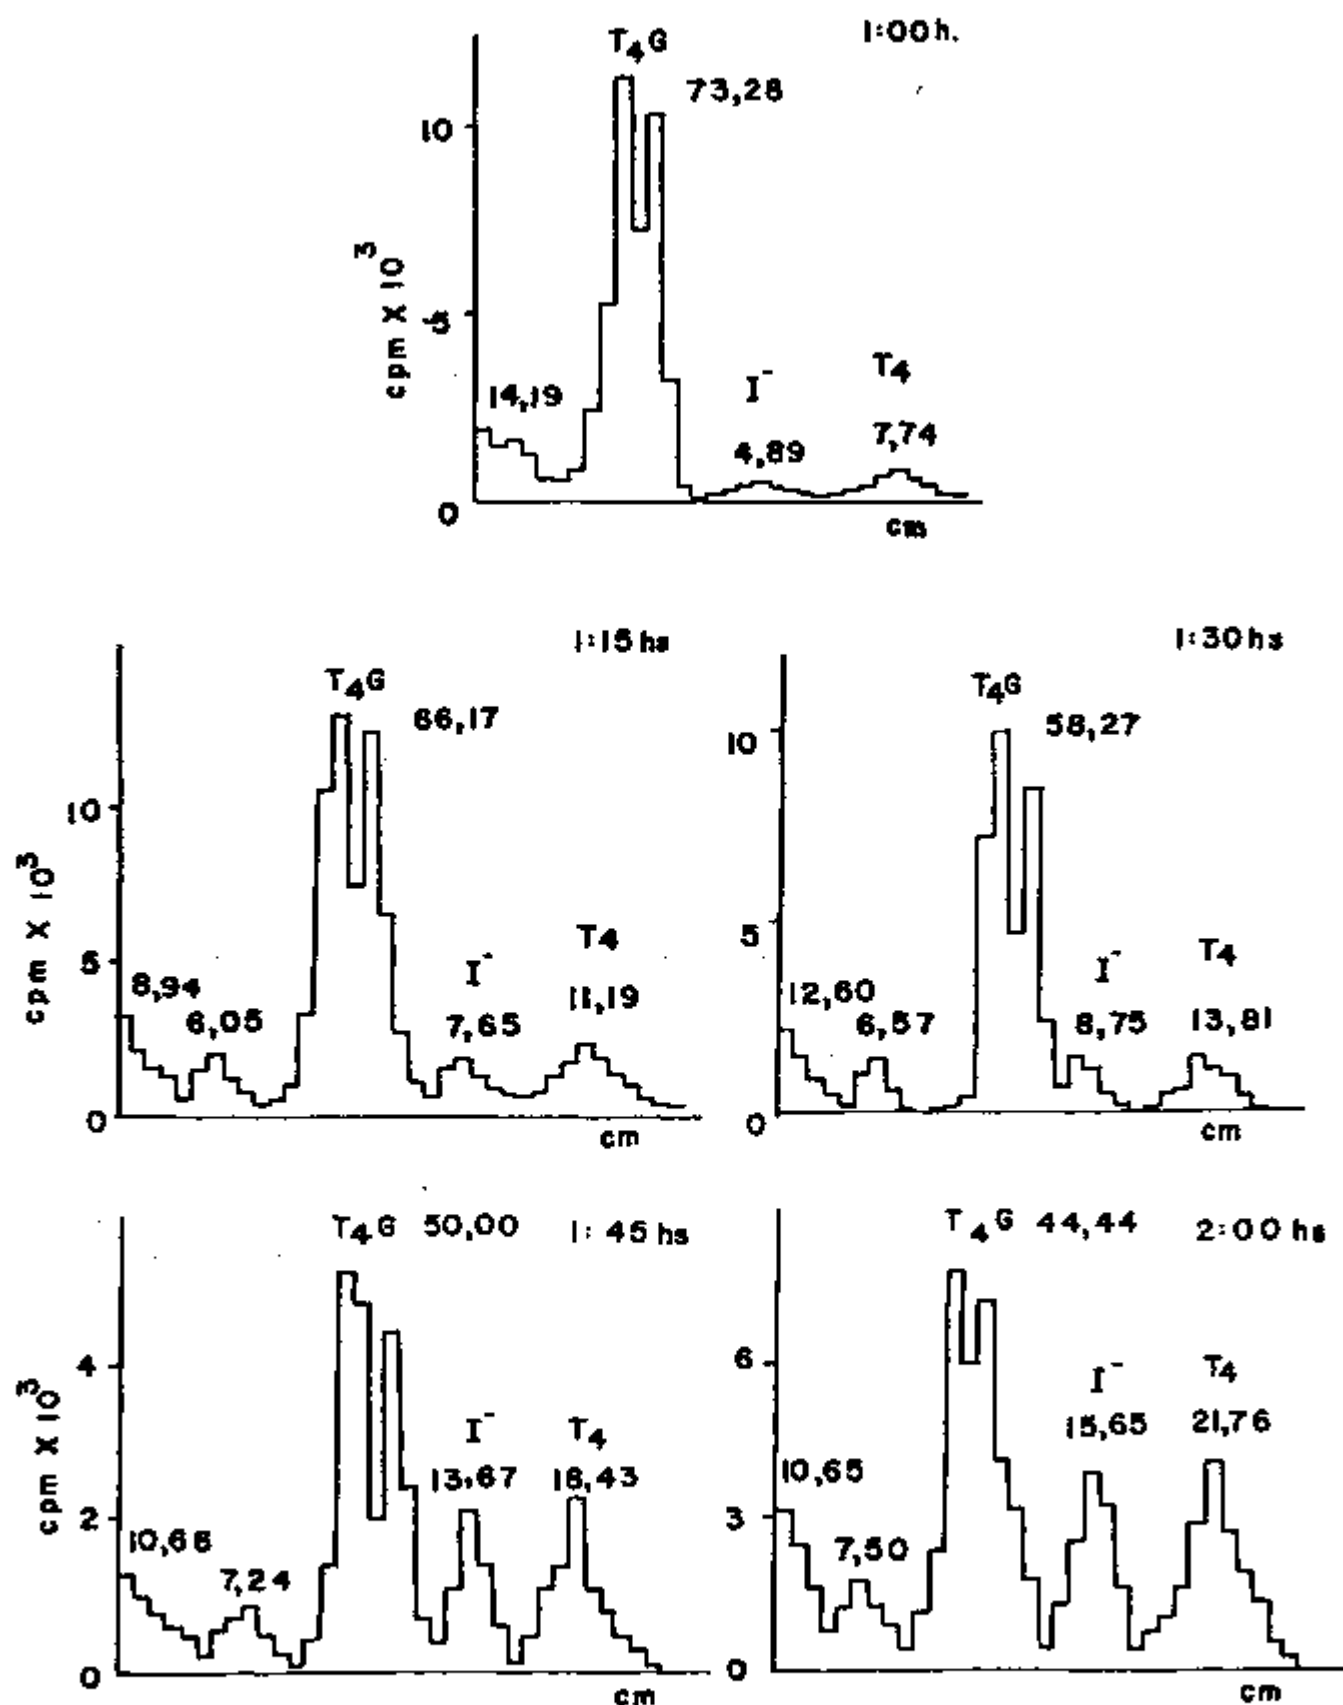 1:00 h.
T4G
73,28
10
5
0
cpm X 10³
14,19
I⁻
4,89
T4
7,74
cm
1:15 hs
T4G
66,17
10
5
0
cpm X 10³
8,94
6,05
I⁻
7,65
T4
11,19
cm
1:30 hs
T4G
58,27
10
5
0
12,60
6,57
I⁻
8,75
T4
13,81
cm
T4G 50,00
1:45 hs
4
2
0
cpm X 10³
10,68
7,24
I⁻
13,67
T4
18,43
cm
T4G 44,44
2:00 hs
6
3
0
10,65
7,50
I⁻
15,65
T4
21,76
cm